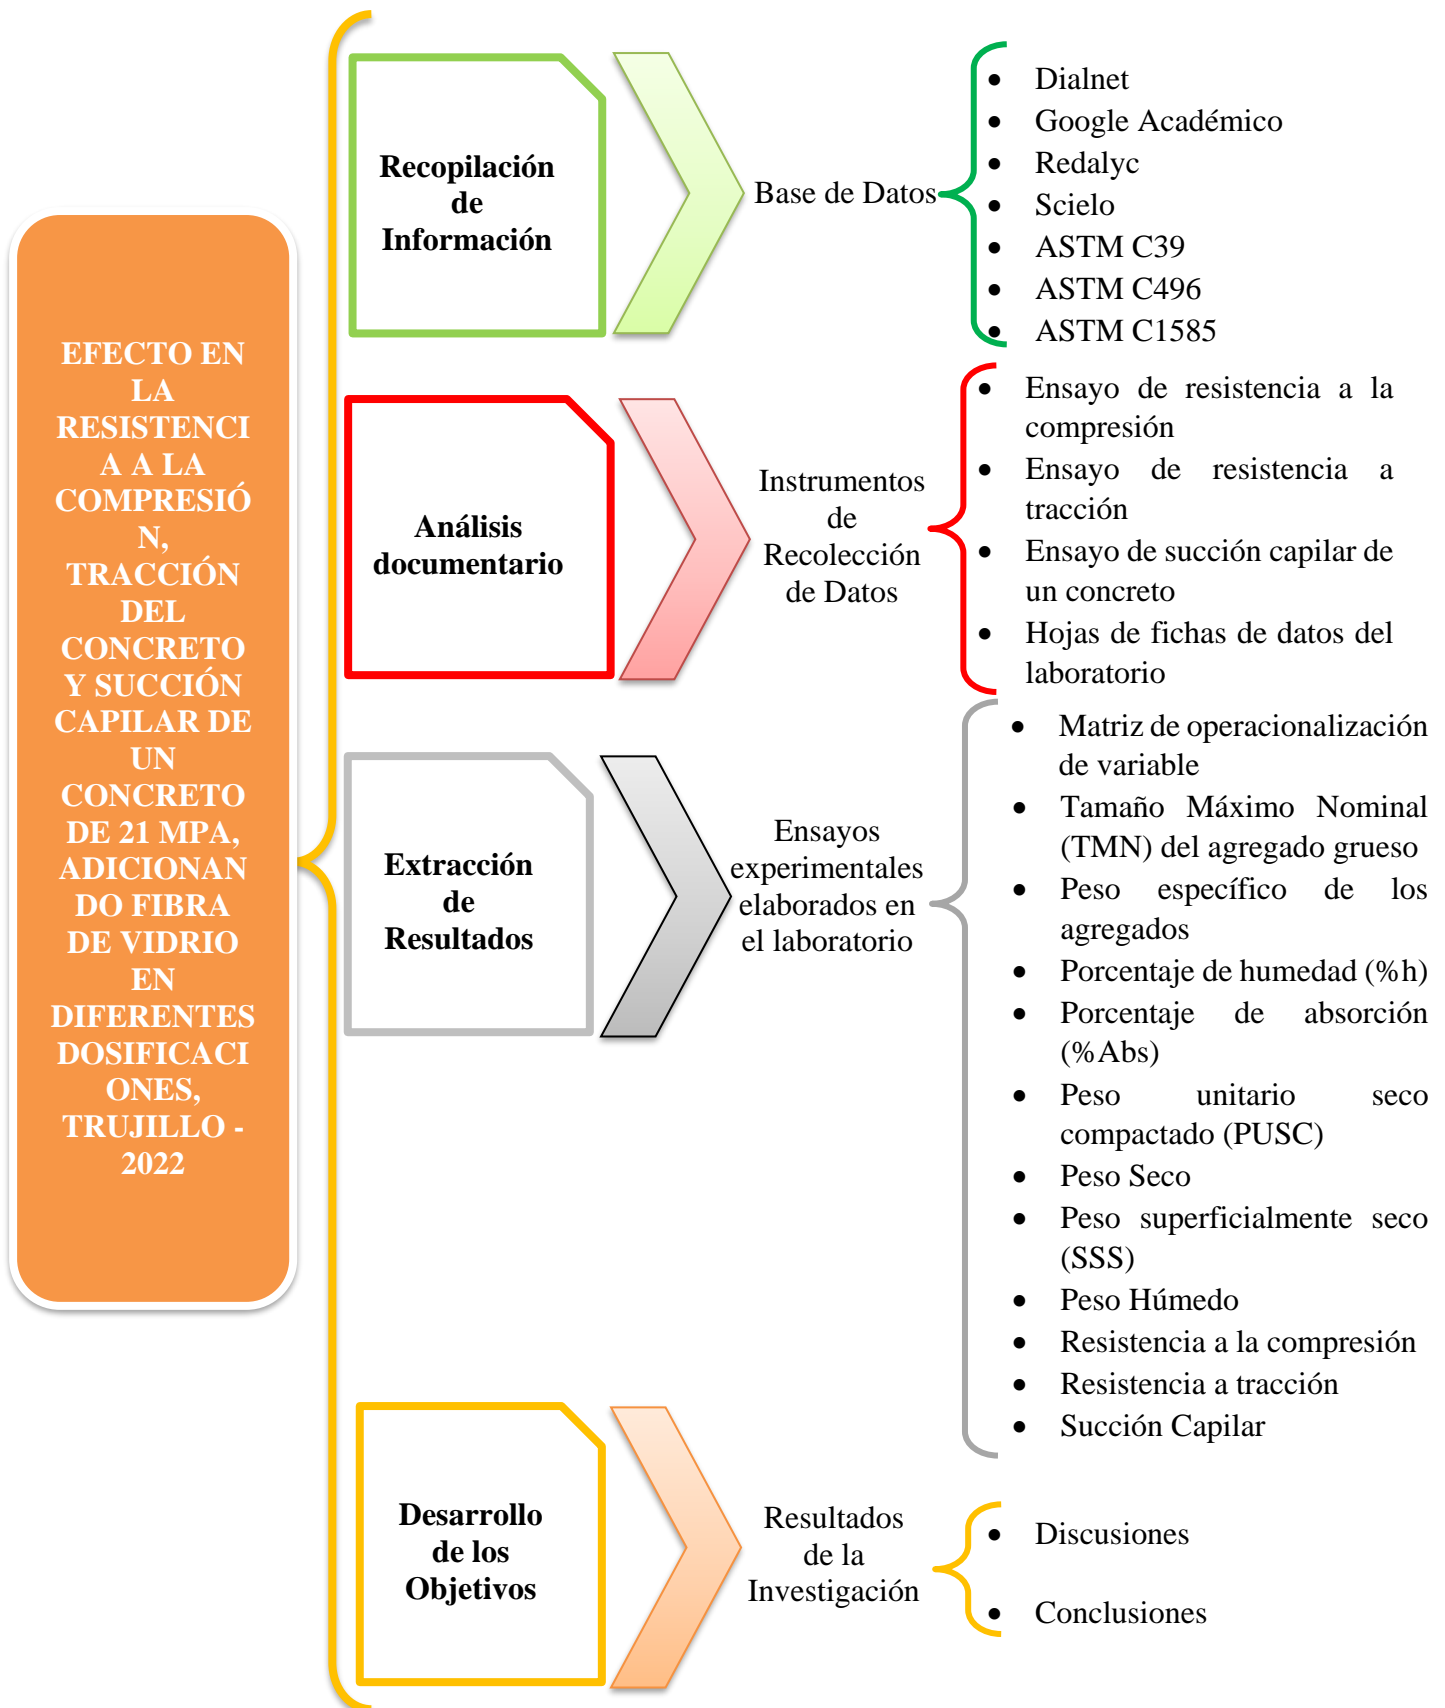 EFECTO EN
LA
RESISTENCI
A A LA
COMPRESIÓ
N,
TRACCIÓN
DEL
CONCRETO
Y SUCCIÓN
CAPILAR DE
UN
CONCRETO
DE 21 MPA,
ADICIONAN
DO FIBRA
DE VIDRIO
EN
DIFERENTES
DOSIFICACI
ONES,
TRUJILLO -
2022
Recopilación
de
Información
Base de Datos
• Dialnet
• Google Académico
• Redalyc
• Scielo
• ASTM C39
• ASTM C496
• ASTM C1585
Análisis
documentario
Instrumentos
de
Recolección
de Datos
• Ensayo de resistencia a la
compresión
• Ensayo de resistencia a
tracción
• Ensayo de succión capilar de
un concreto
• Hojas de fichas de datos del
laboratorio
Extracción
de
Resultados
Ensayos
experimentales
elaborados en
el laboratorio
• Matriz de operacionalización
de variable
• Tamaño Máximo Nominal
(TMN) del agregado grueso
• Peso específico de los
agregados
• Porcentaje de humedad (%h)
• Porcentaje de absorción
(%Abs)
• Peso unitario seco
compactado (PUSC)
• Peso Seco
• Peso superficialmente seco
(SSS)
• Peso Húmedo
• Resistencia a la compresión
• Resistencia a tracción
• Succión Capilar
Desarrollo
de los
Objetivos
Resultados
de la
Investigación
• Discusiones
• Conclusiones